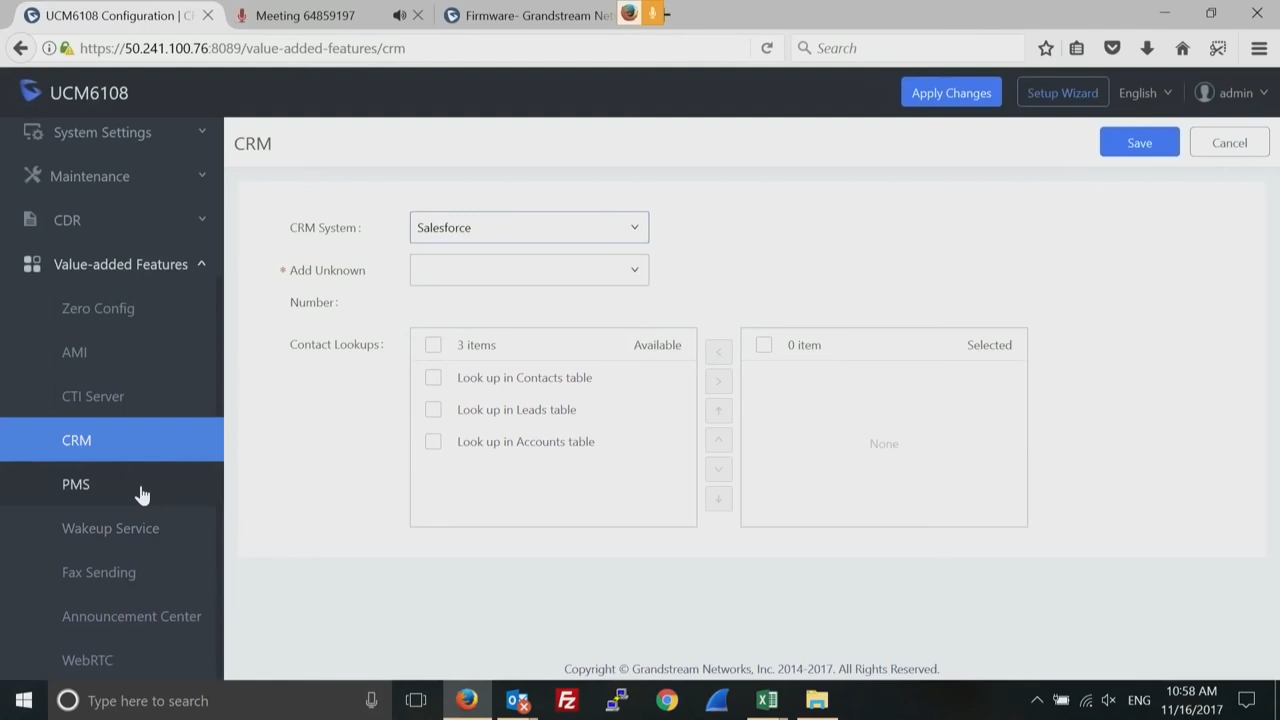 UCM6108 Configuration | C
Meeting 64859197
Firmware- Grandstream Net
https://50.241.100.76:8089/value-added-features/crm
Search
UCM6108
Apply Changes
Setup Wizard
English
admin
System Settings
Maintenance
CDR
Value-added Features
Zero Config
AMI
CTI Server
CRM
PMS
Wakeup Service
Fax Sending
Announcement Center
WebRTC
CRM
Save
Cancel
CRM System :
Salesforce
* Add Unknown
Number :
Contact Lookups :
3 items
Available
Look up in Contacts table
Look up in Leads table
Look up in Accounts table
0 item
Selected
None
Copyright © Grandstream Networks, Inc. 2014-2017. All Rights Reserved.
Type here to search
ENG
10:58 AM
11/16/2017